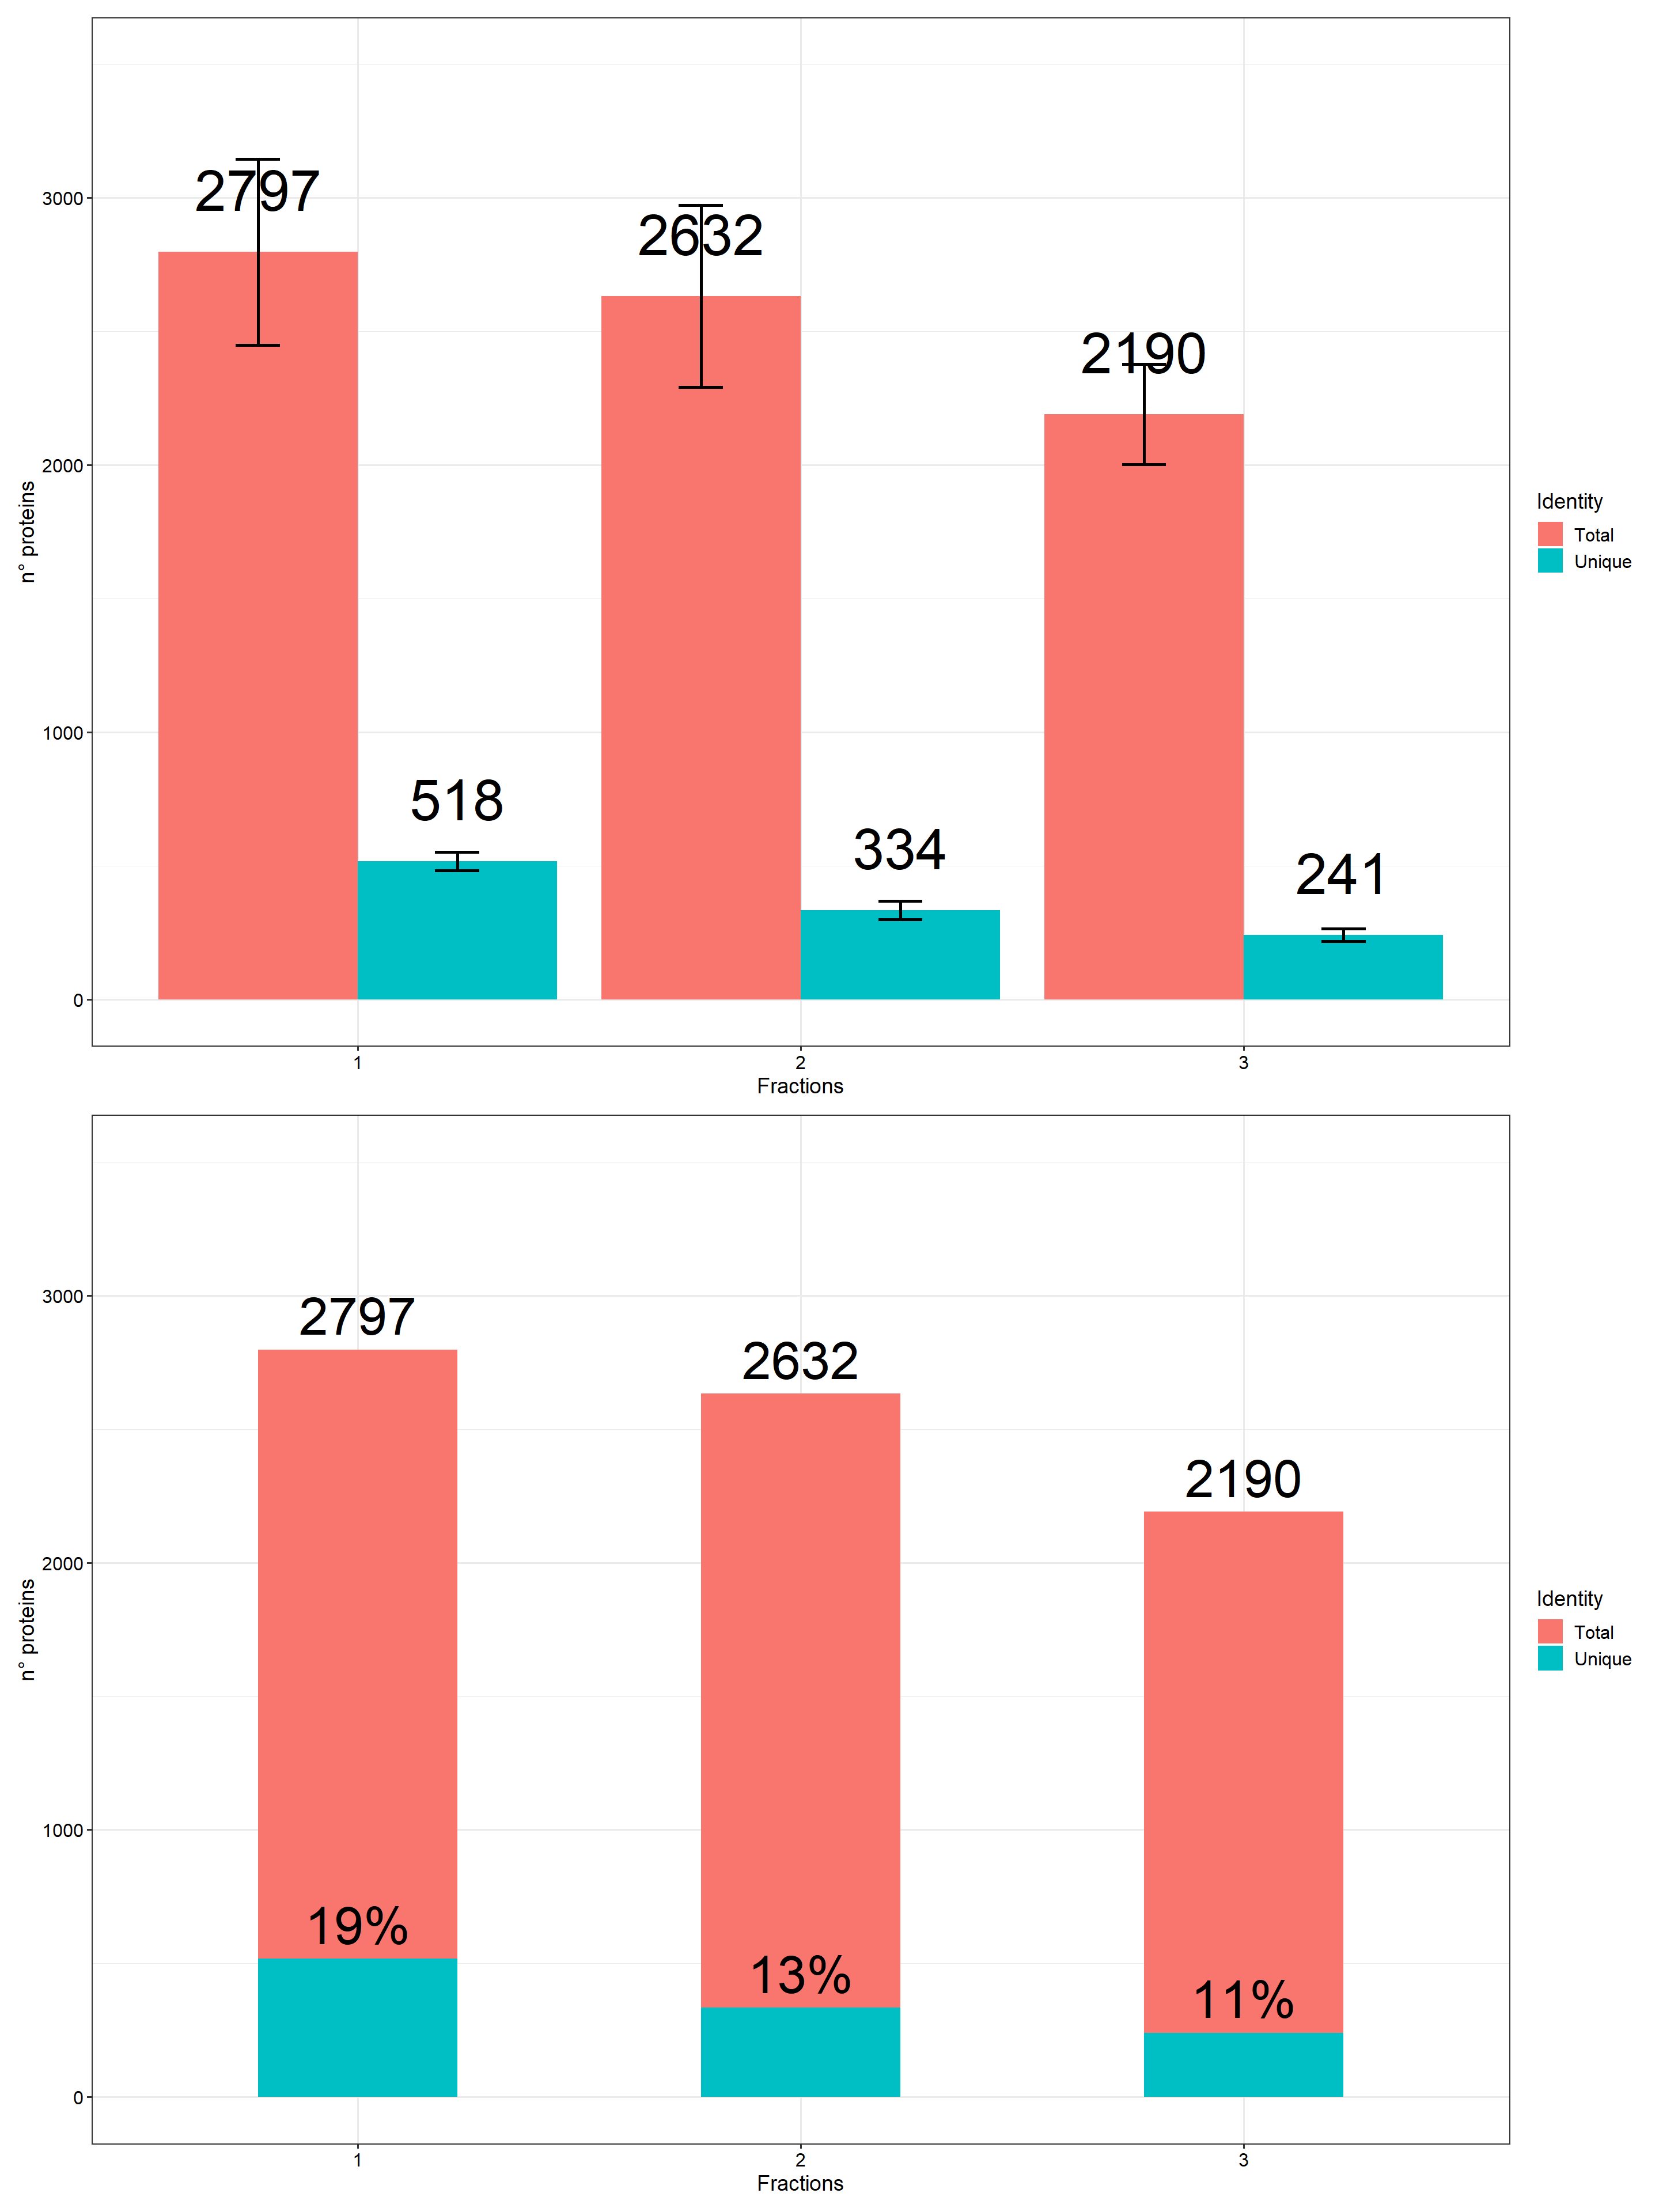 3000
2000
1000
0
n° proteins
2797
2632
2190
518
334
241
1
2
3
Fractions
Identity
Total
Unique
3000
2000
1000
0
n° proteins
2797
2632
2190
19%
13%
11%
1
2
3
Fractions
Identity
Total
Unique